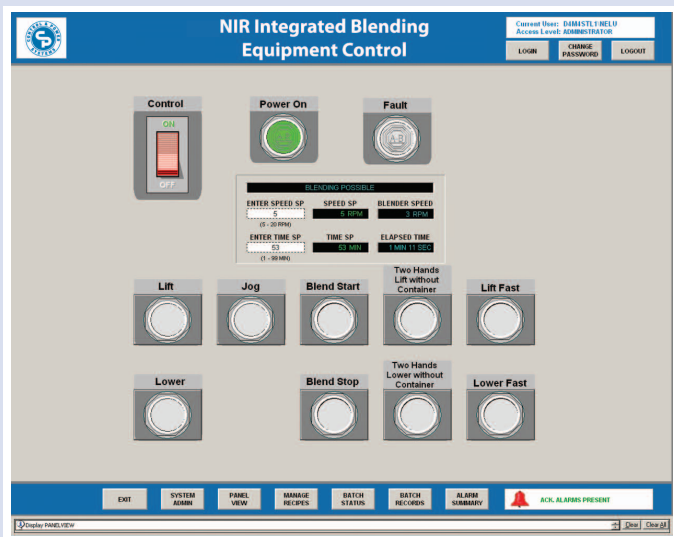 CONTROL & POWER
SYSTEMS
NIR Integrated Blending
Equipment Control
Current User: D4M4STL1\NELU
Access Level: ADMINISTRATOR
LOGIN
CHANGE
PASSWORD
LOGOUT
Control
ON
OFF
Power On
A-B
Fault
A-B
BLENDING POSSIBLE
ENTER SPEED SP
SPEED SP
BLENDER SPEED
5
5 RPM
3 RPM
(5 - 20 RPM)
ENTER TIME SP
TIME SP
ELAPSED TIME
53
53 MIN
1 MIN 11 SEC
(1 - 99 MIN)
Lift
Jog
Blend Start
Two Hands
Lift without
Container
Lift Fast
Lower
Blend Stop
Two Hands
Lower without
Container
Lower Fast
EXIT
SYSTEM
ADMIN
PANEL
VIEW
MANAGE
RECIPES
BATCH
STATUS
BATCH
RECORDS
ALARM
SUMMARY
ACK. ALARMS PRESENT
Display PANELVIEW
Clear
Clear All